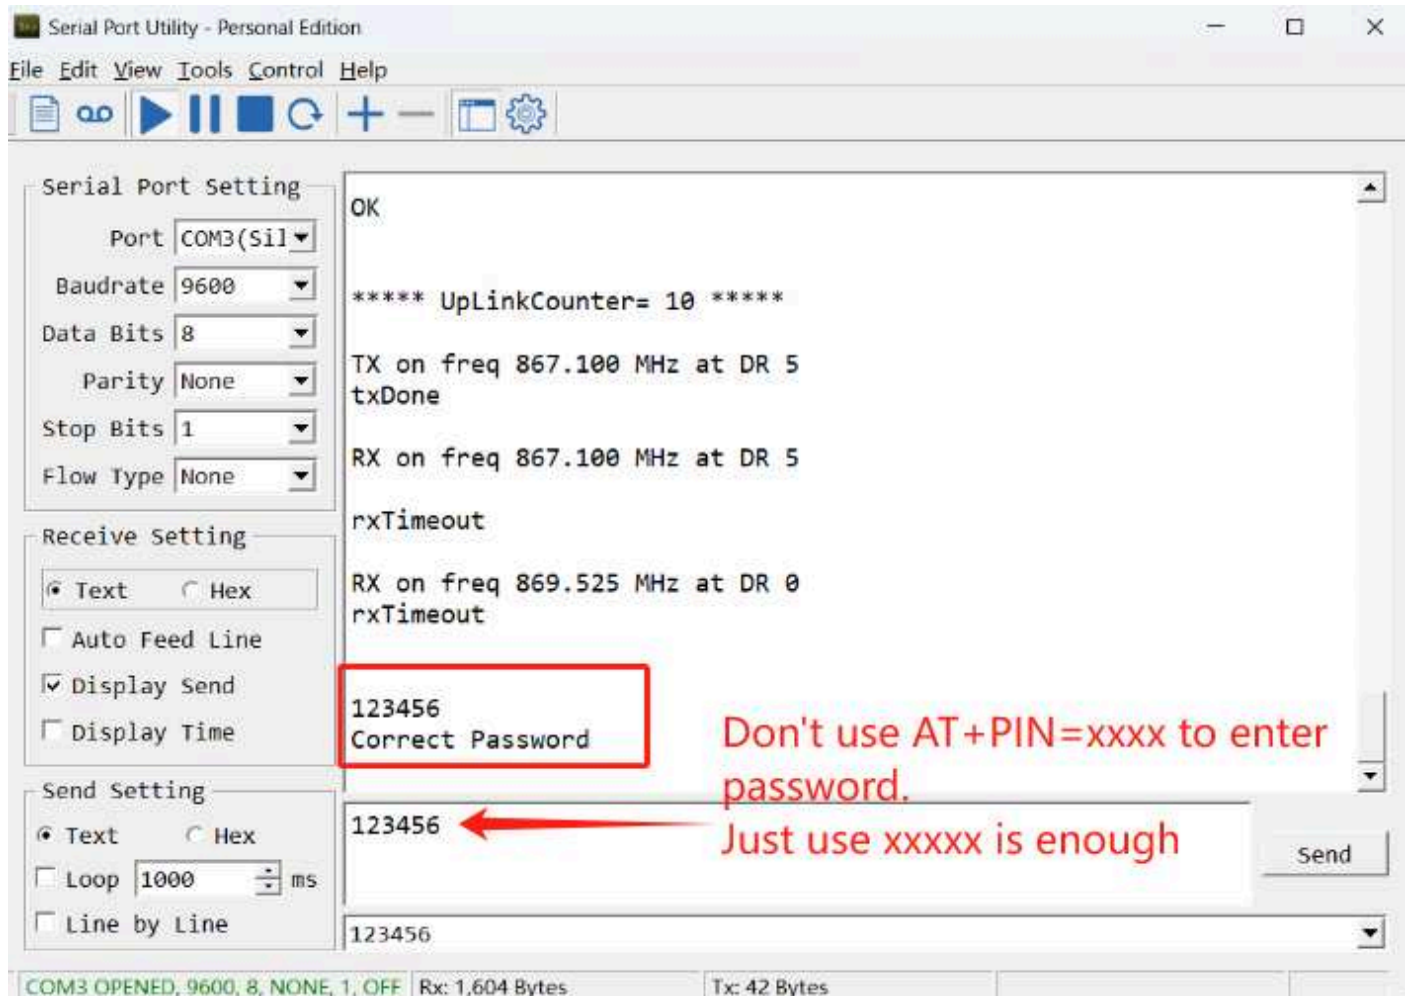 Serial Port Utility - Personal Edition
File Edit View Tools Control Help
Serial Port Setting
Port COM3(Sil
Baudrate 9600
Data Bits 8
Parity None
Stop Bits 1
Flow Type None
Receive Setting
Text Hex
Auto Feed Line
Display Send
Display Time
Send Setting
Text Hex
Loop 1000 ms
Line by Line
OK
***** UpLinkCounter= 10 *****
TX on freq 867.100 MHz at DR 5
txDone
RX on freq 867.100 MHz at DR 5
rxTimeout
RX on freq 869.525 MHz at DR 0
rxTimeout
123456
Correct Password
Don't use AT+PIN=xxxx to enter
password.
Just use xxxxx is enough
123456
Send
123456
COM3 OPENED, 9600, 8, NONE, 1, OFF Rx: 1,604 Bytes Tx: 42 Bytes